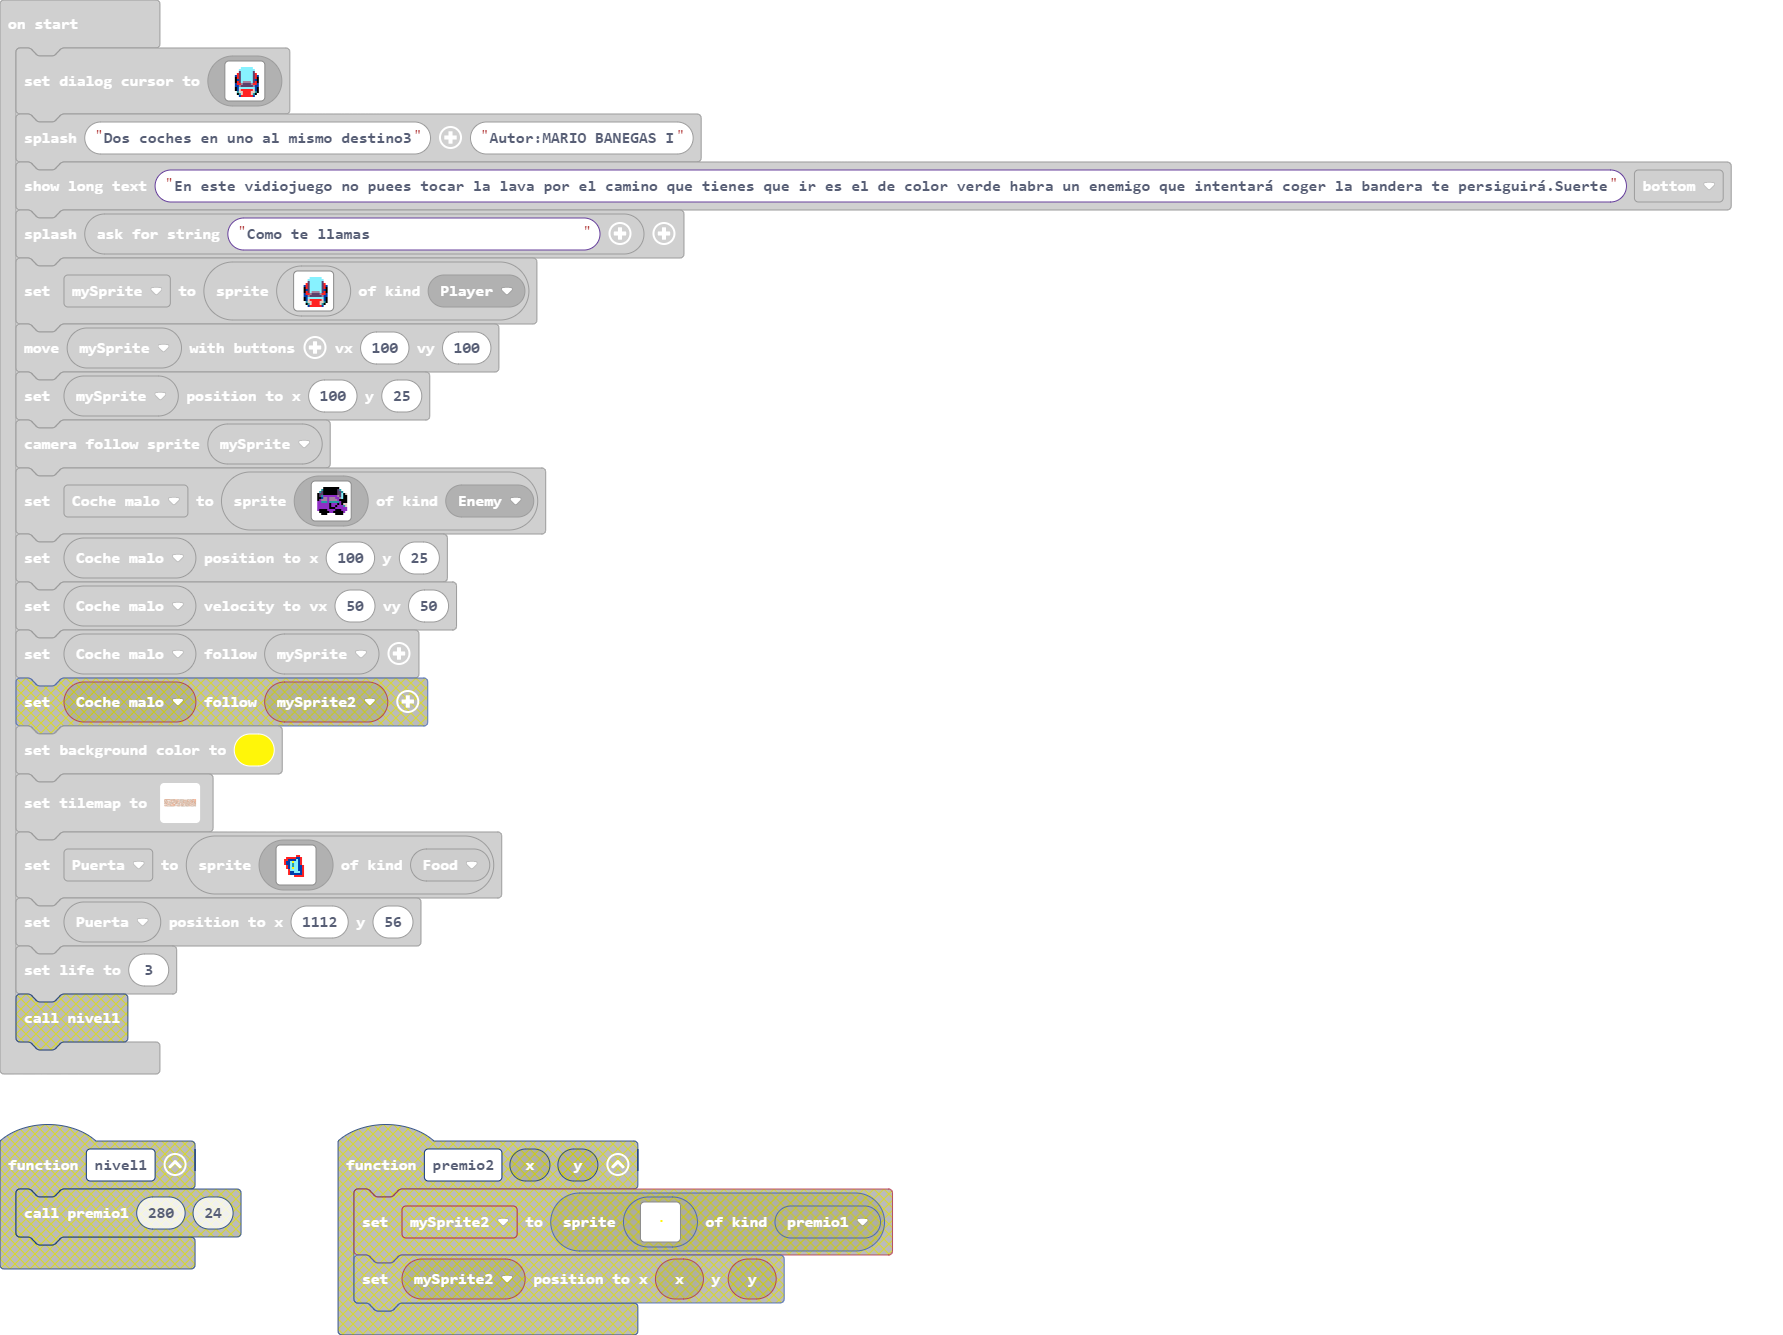 on start
set dialog cursor to
splash "Dos coches en uno al mismo destino3" "Autor:MARIO BANEGAS I"
show long text "En este vidiojuego no puees tocar la lava por el camino que tienes que ir es el de color verde habra un enemigo que intentará coger la bandera te persiguirá.Suerte" bottom
splash ask for string "Como te llamas "
set mySprite to sprite of kind Player
move mySprite with buttons vx 100 vy 100
set mySprite position to x 100 y 25
camera follow sprite mySprite
set Coche malo to sprite of kind Enemy
set Coche malo position to x 100 y 25
set Coche malo velocity to vx 50 vy 50
set Coche malo follow mySprite
set Coche malo follow mySprite2
set background color to
set tilemap to
set Puerta to sprite of kind Food
set Puerta position to x 1112 y 56
set life to 3
call nivel1
function nivel1
call premio1 280 24
function premio2 x y
set mySprite2 to sprite of kind premio1
set mySprite2 position to x x y y